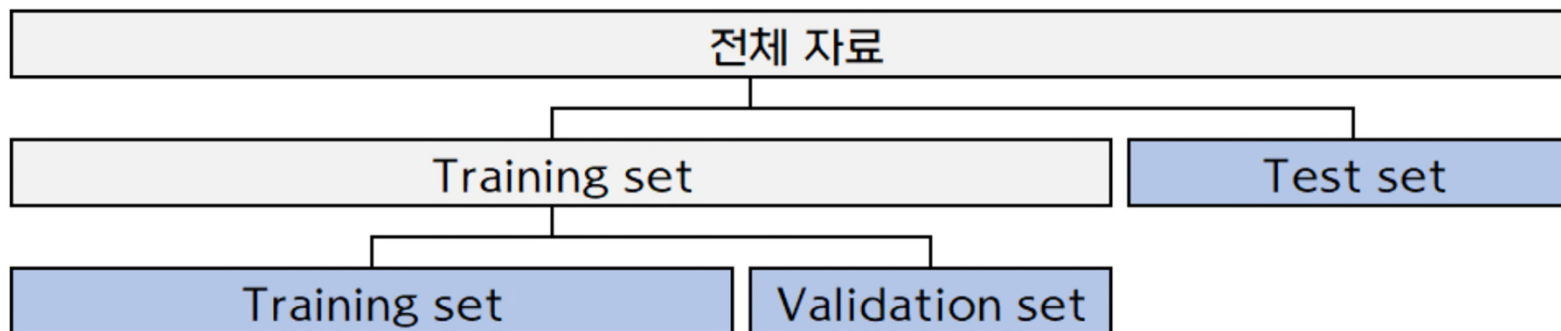 전체 자료
Training set
Test set
Training set
Validation set